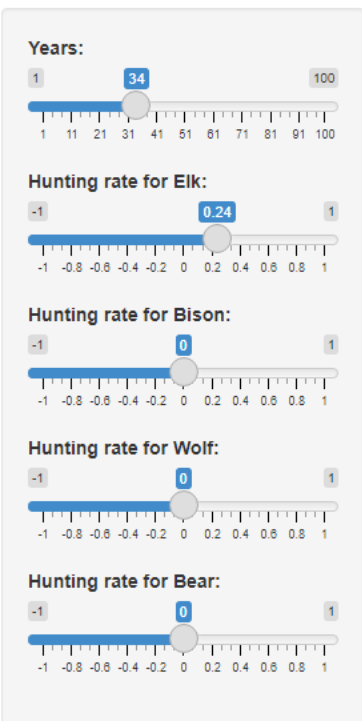 Years:
1 34 100
1 11 21 31 41 51 61 71 81 91 100
Hunting rate for Elk:
-1 0.24 1
-1 -0.8 -0.6 -0.4 -0.2 0 0.2 0.4 0.6 0.8 1
Hunting rate for Bison:
-1 0 1
-1 -0.8 -0.6 -0.4 -0.2 0 0.2 0.4 0.6 0.8 1
Hunting rate for Wolf:
-1 0 1
-1 -0.8 -0.6 -0.4 -0.2 0 0.2 0.4 0.6 0.8 1
Hunting rate for Bear:
-1 0 1
-1 -0.8 -0.6 -0.4 -0.2 0 0.2 0.4 0.6 0.8 1